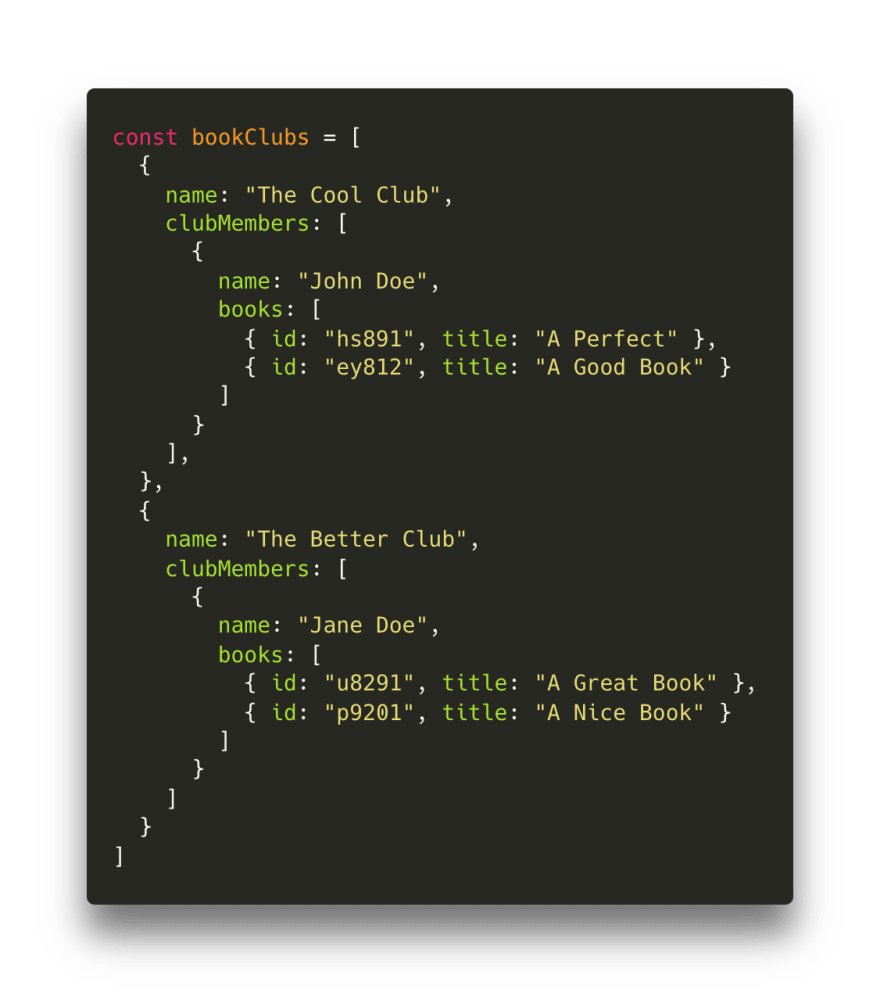 const bookClubs = [
  {
    name: "The Cool Club",
    clubMembers: [
      {
        name: "John Doe",
        books: [
          { id: "hs891", title: "A Perfect" },
          { id: "ey812", title: "A Good Book" }
        ]
      }
    ],
  },
  {
    name: "The Better Club",
    clubMembers: [
      {
        name: "Jane Doe",
        books: [
          { id: "u8291", title: "A Great Book" },
          { id: "p9201", title: "A Nice Book" }
        ]
      }
    ]
  }
]